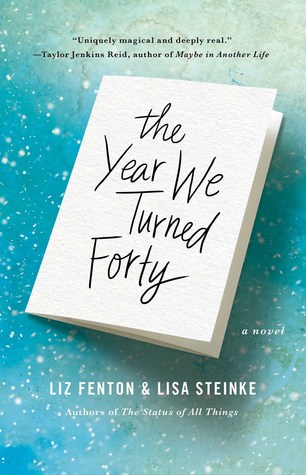 “Uniquely magical and deeply real.”
—Taylor Jenkins Reid, author of Maybe in Another Life
the
Year We
Turned
Forty
a novel
LIZ FENTON & LISA STEINKE
Authors of The Status of All Things